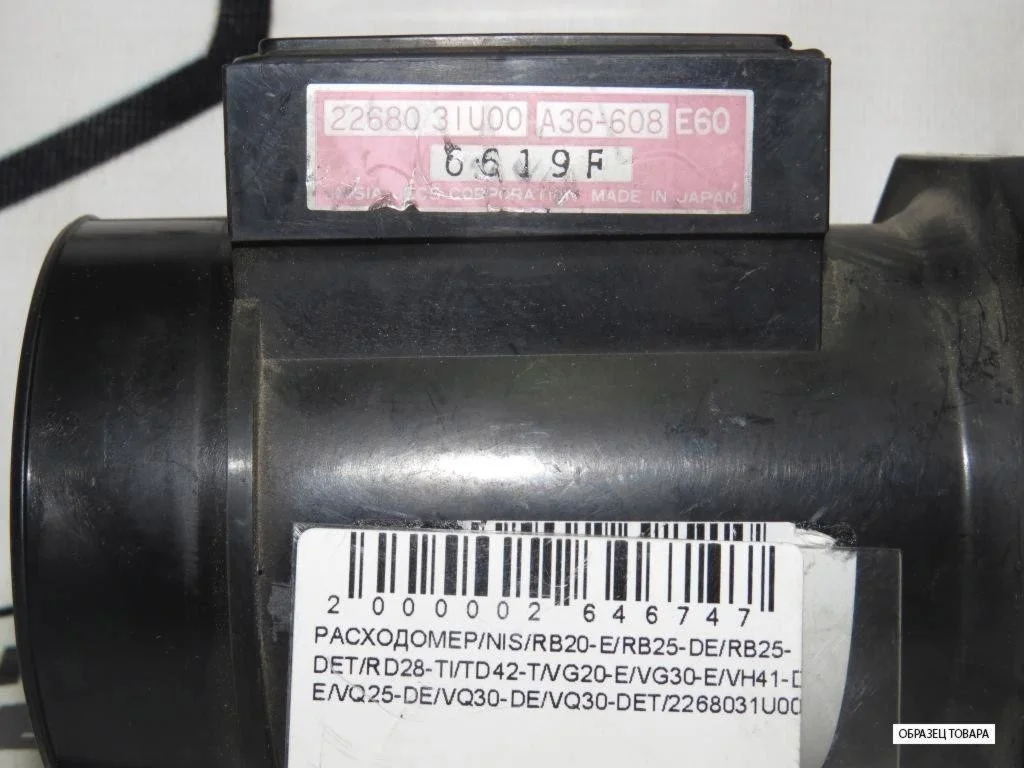 22680 31U00 A36-608 E60
6619F
CORPORATION MADE IN JAPAN
2 000002 646747
РАСХОДОМЕР/NIS/RB20-E/RB25-DE/RB25-
DET/RD28-TI/TD42-T/VG20-E/VG30-E/VH41-D
E/VQ25-DE/VQ30-DE/VQ30-DET/2268031U00
ОБРАЗЕЦ ТОВАРА